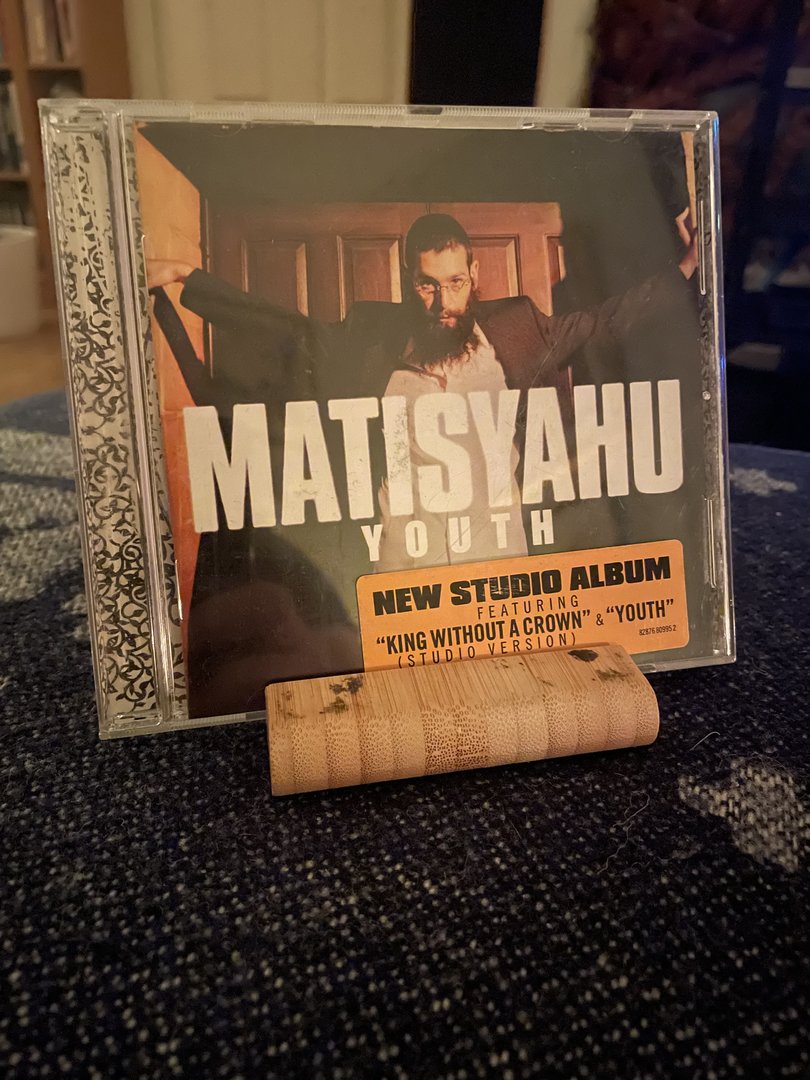 MATISYAHU
YOUTH
NEW STUDIO ALBUM
FEATURING
"KING WITHOUT A CROWN" & "YOUTH"
(STUDIO VERSION)
82876 80995 2